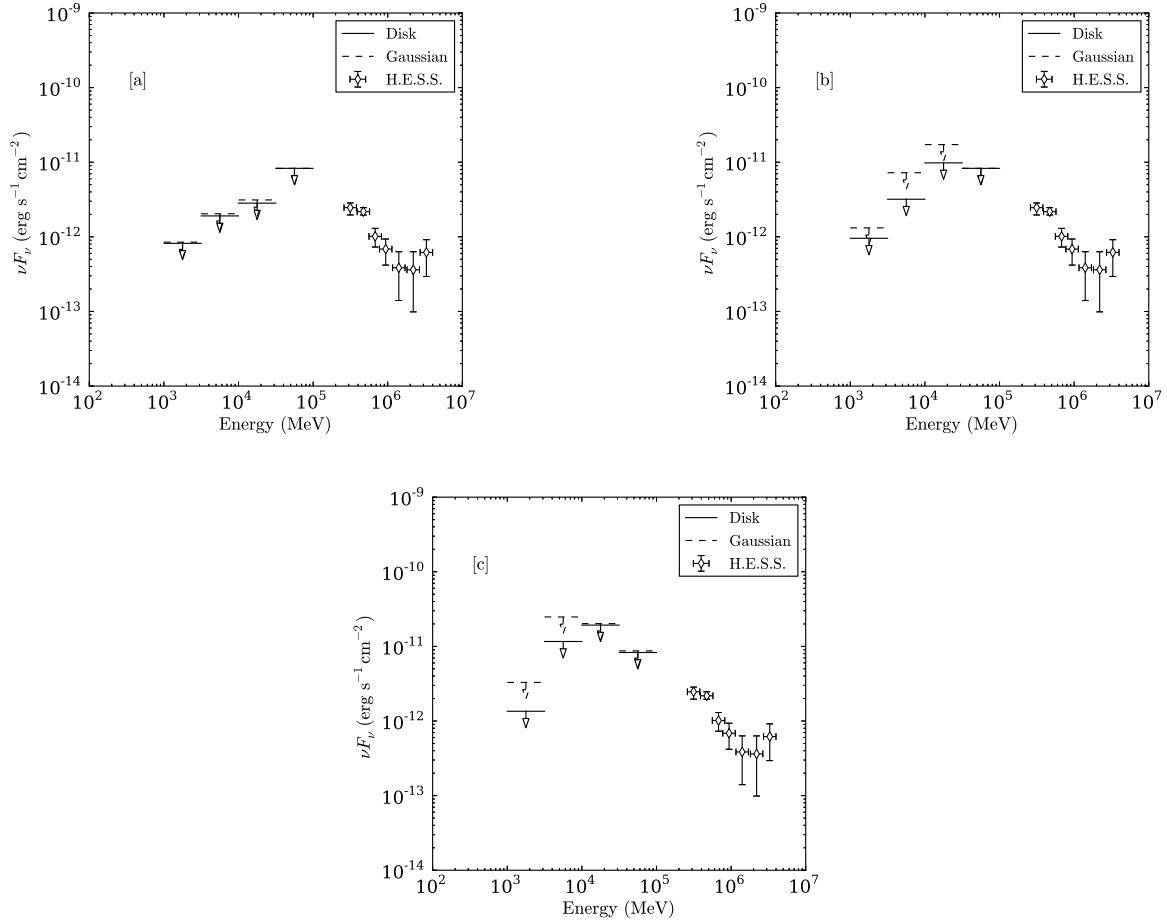 10^-9
10^-10
10^-11
10^-12
10^-13
10^-14
νF_ν (erg s^−1 cm^−2)
[a]
Disk
Gaussian
H.E.S.S.
10^2 10^3 10^4 10^5 10^6 10^7
Energy (MeV)
10^-9
10^-10
10^-11
10^-12
10^-13
10^-14
νF_ν (erg s^−1 cm^−2)
[b]
Disk
Gaussian
H.E.S.S.
10^2 10^3 10^4 10^5 10^6 10^7
Energy (MeV)
10^-9
10^-10
10^-11
10^-12
10^-13
10^-14
νF_ν (erg s^−1 cm^−2)
[c]
Disk
Gaussian
H.E.S.S.
10^2 10^3 10^4 10^5 10^6 10^7
Energy (MeV)